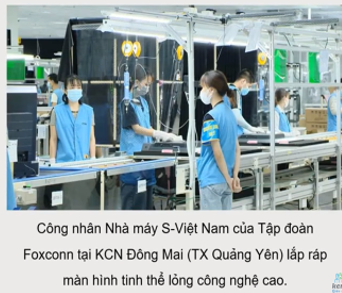 Công nhân Nhà máy S-Việt Nam của Tập đoàn
Foxconn tại KCN Đông Mai (TX Quảng Yên) lắp ráp
màn hình tinh thể lỏng công nghệ cao.